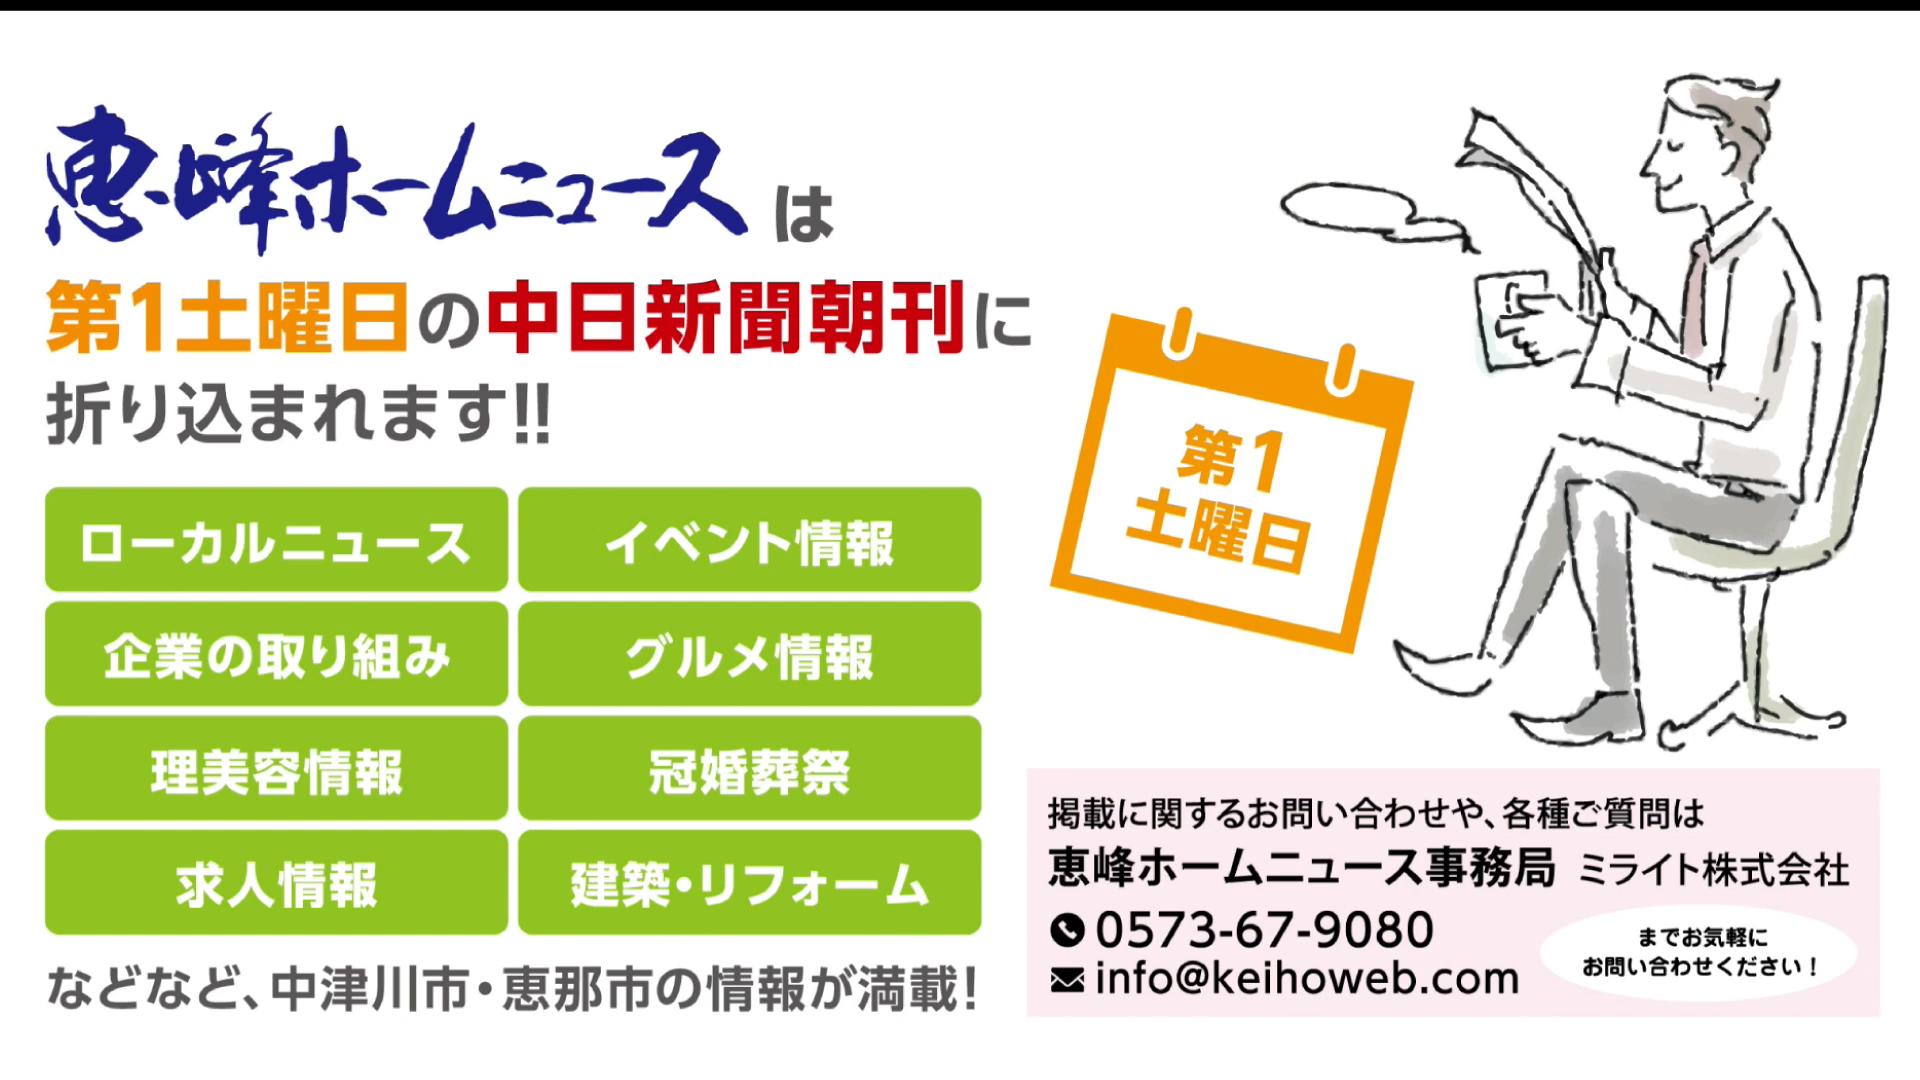 恵峰ホームニュースは
第1土曜日の中日新聞朝刊に
折り込まれます!!
第1
土曜日
ローカルニュース
イベント情報
企業の取り組み
グルメ情報
理美容情報
冠婚葬祭
求人情報
建築・リフォーム
などなど、中津川市・恵那市の情報が満載!
掲載に関するお問い合わせや、各種ご質問は
恵峰ホームニュース事務局 ミライト株式会社
0573-67-9080
info@keihoweb.com
までお気軽に
お問い合わせください!